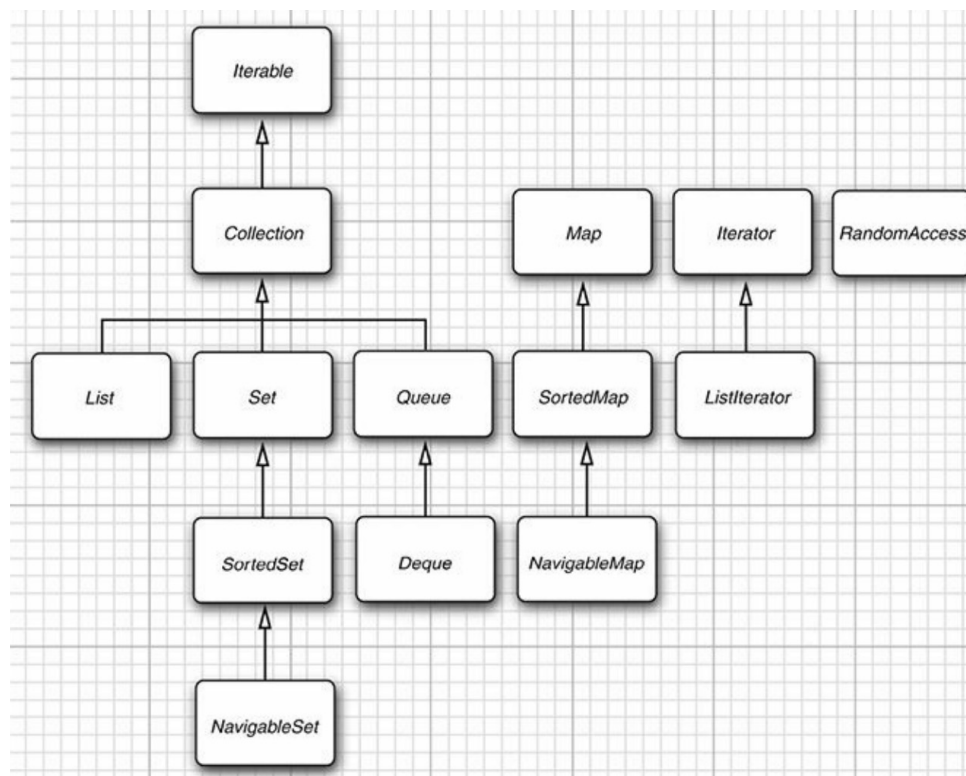 Iterable
Collection
Map
Iterator
RandomAccess
List
Set
Queue
SortedMap
ListIterator
SortedSet
Deque
NavigableMap
NavigableSet